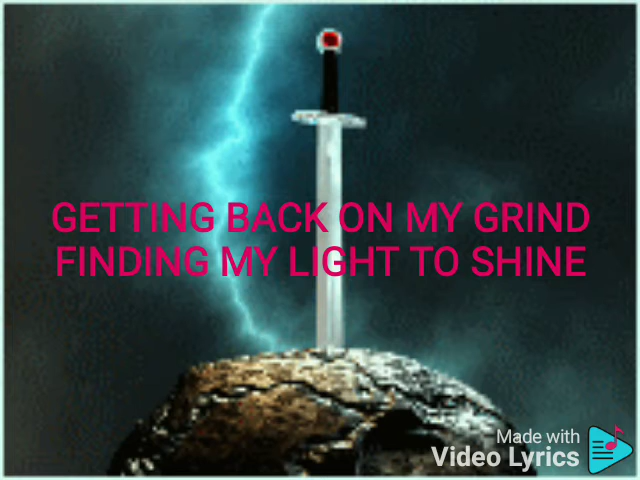 GETTING BACK ON MY GRIND
FINDING MY LIGHT TO SHINE
Made with
Video Lyrics